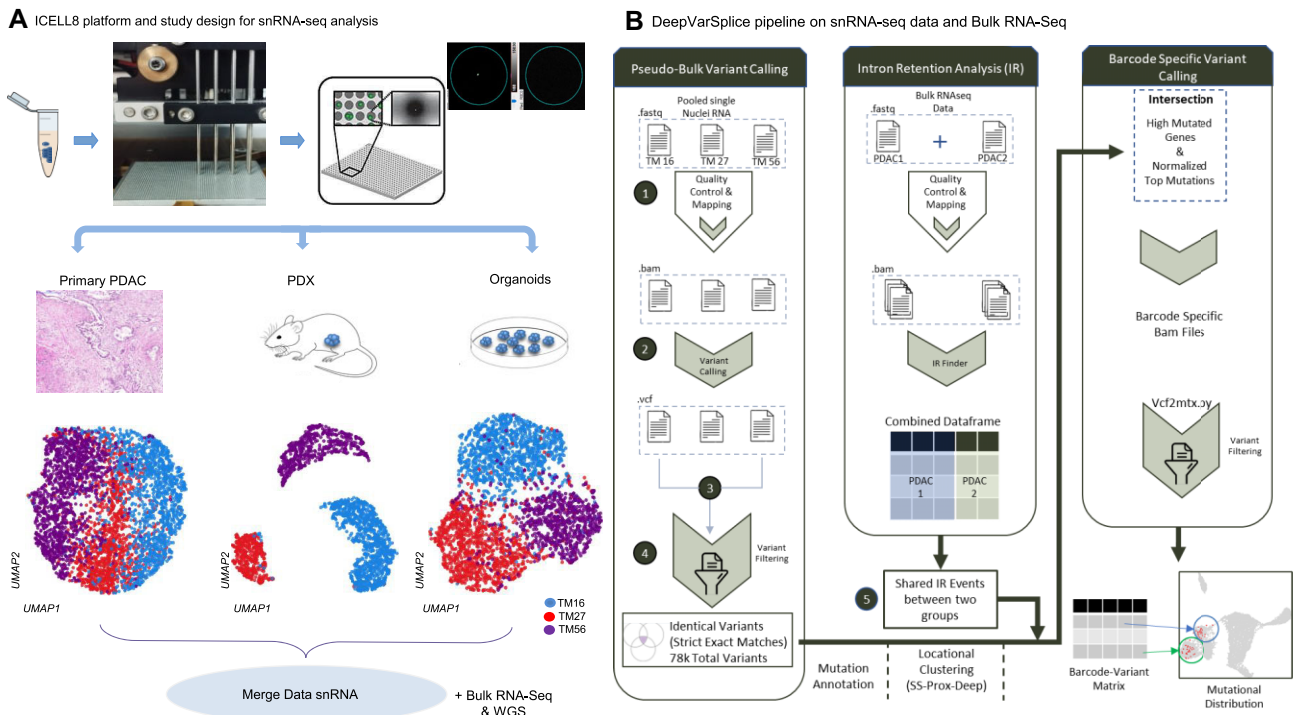 A ICELL8 platform and study design for snRNA-seq analysis
Primary PDAC
PDX
Organoids
UMAP2
UMAP1
UMAP2
UMAP1
UMAP2
UMAP1
TM16
TM27
TM56
Merge Data snRNA
+ Bulk RNA-Seq
& WGS
B DeepVarSplice pipeline on snRNA-seq data and Bulk RNA-Seq
Pseudo-Bulk Variant Calling
Pooled single
Nuclei RNA
.fastq
TM 16
TM 27
TM 56
1
Quality
Control &
Mapping
.bam
2
Variant
Calling
.vcf
3
4
Variant
Filtering
Identical Variants
(Strict Exact Matches)
78k Total Variants
Intron Retention Analysis (IR)
Bulk RNAseq
Data
.fastq
PDAC1
+
PDAC2
Quality
Control &
Mapping
.bam
IR Finder
Combined Dataframe
PDAC
1
PDAC
2
5
Shared IR Events
between two
groups
Mutation
Annotation
Locational
Clustering
(SS-Prox-Deep)
Barcode Specific Variant
Calling
Intersection
High Mutated
Genes
&
Normalized
Top Mutations
Barcode Specific
Bam Files
Vcf2mtx.py
Variant
Filtering
Barcode-Variant
Matrix
Mutational
Distribution